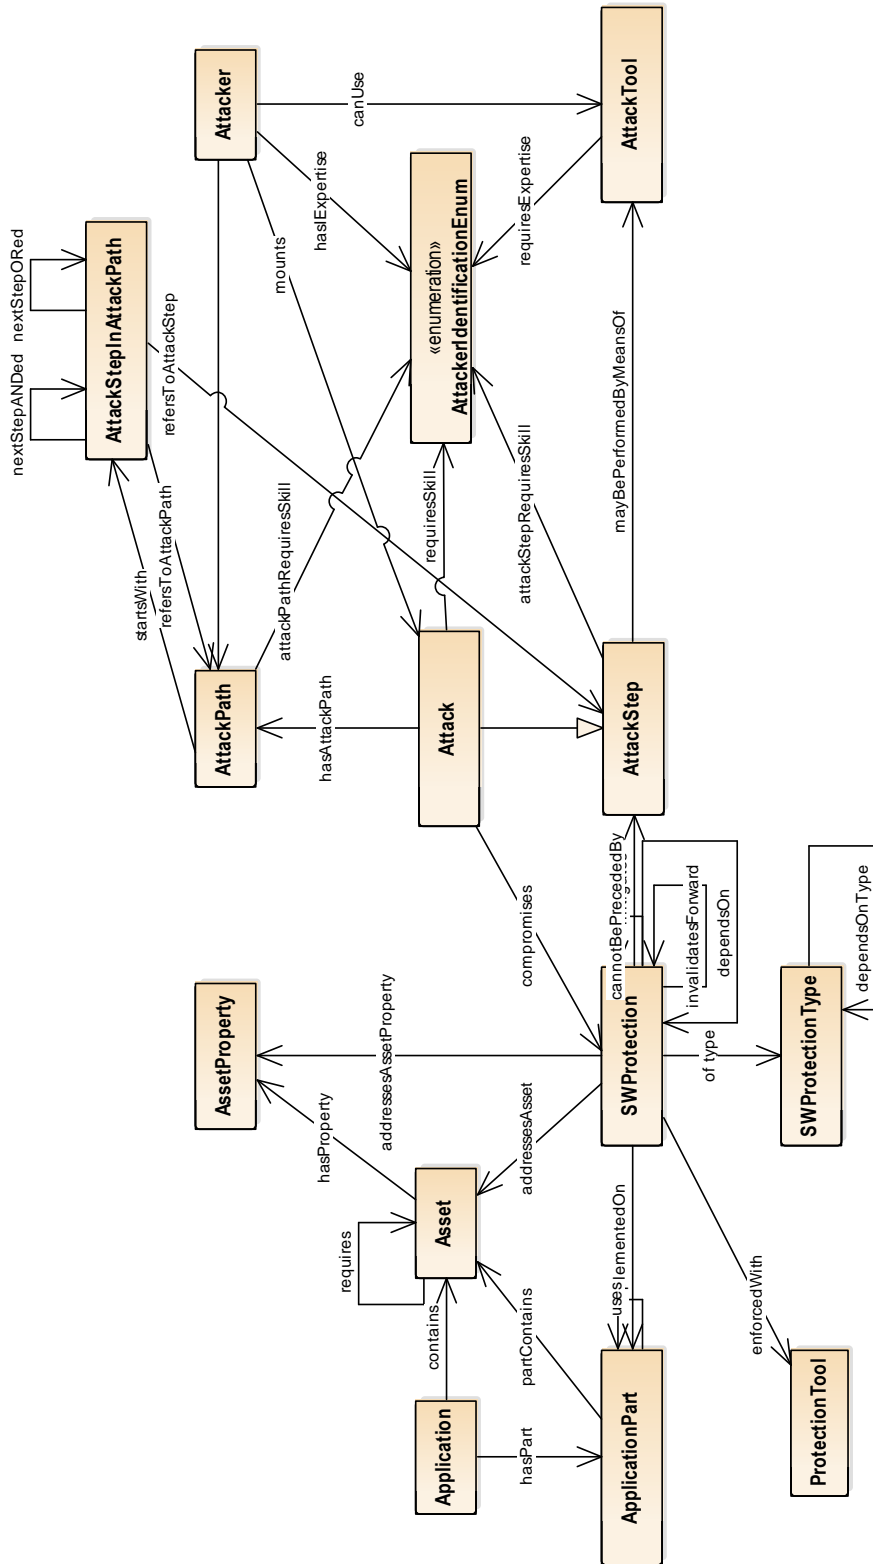 Attacker
canUse
AttackTool
hasIExpertise
requiresExpertise
mounts
«enumeration»
AttackerIdentificationEnum
nextStepORed
nextStepANDed
AttackStepInAttackPath
refersToAttackStep
mayBePerformedByMeansOf
attackStepRequiresSkill
requiresSkill
attackPathRequiresSkill
refersToAttackPath
startsWith
AttackPath
hasAttackPath
Attack
AttackStep
compromises
cannotBePrecededBy
invalidatesForward
dependsOn
dependsOnType
AssetProperty
SWProtection
of type
SWProtectionType
addressesAssetProperty
hasProperty
addressesAsset
Asset
requires
contains
partContains
uses
lementedOn
enforcedWith
Application
hasPart
ApplicationPart
ProtectionTool